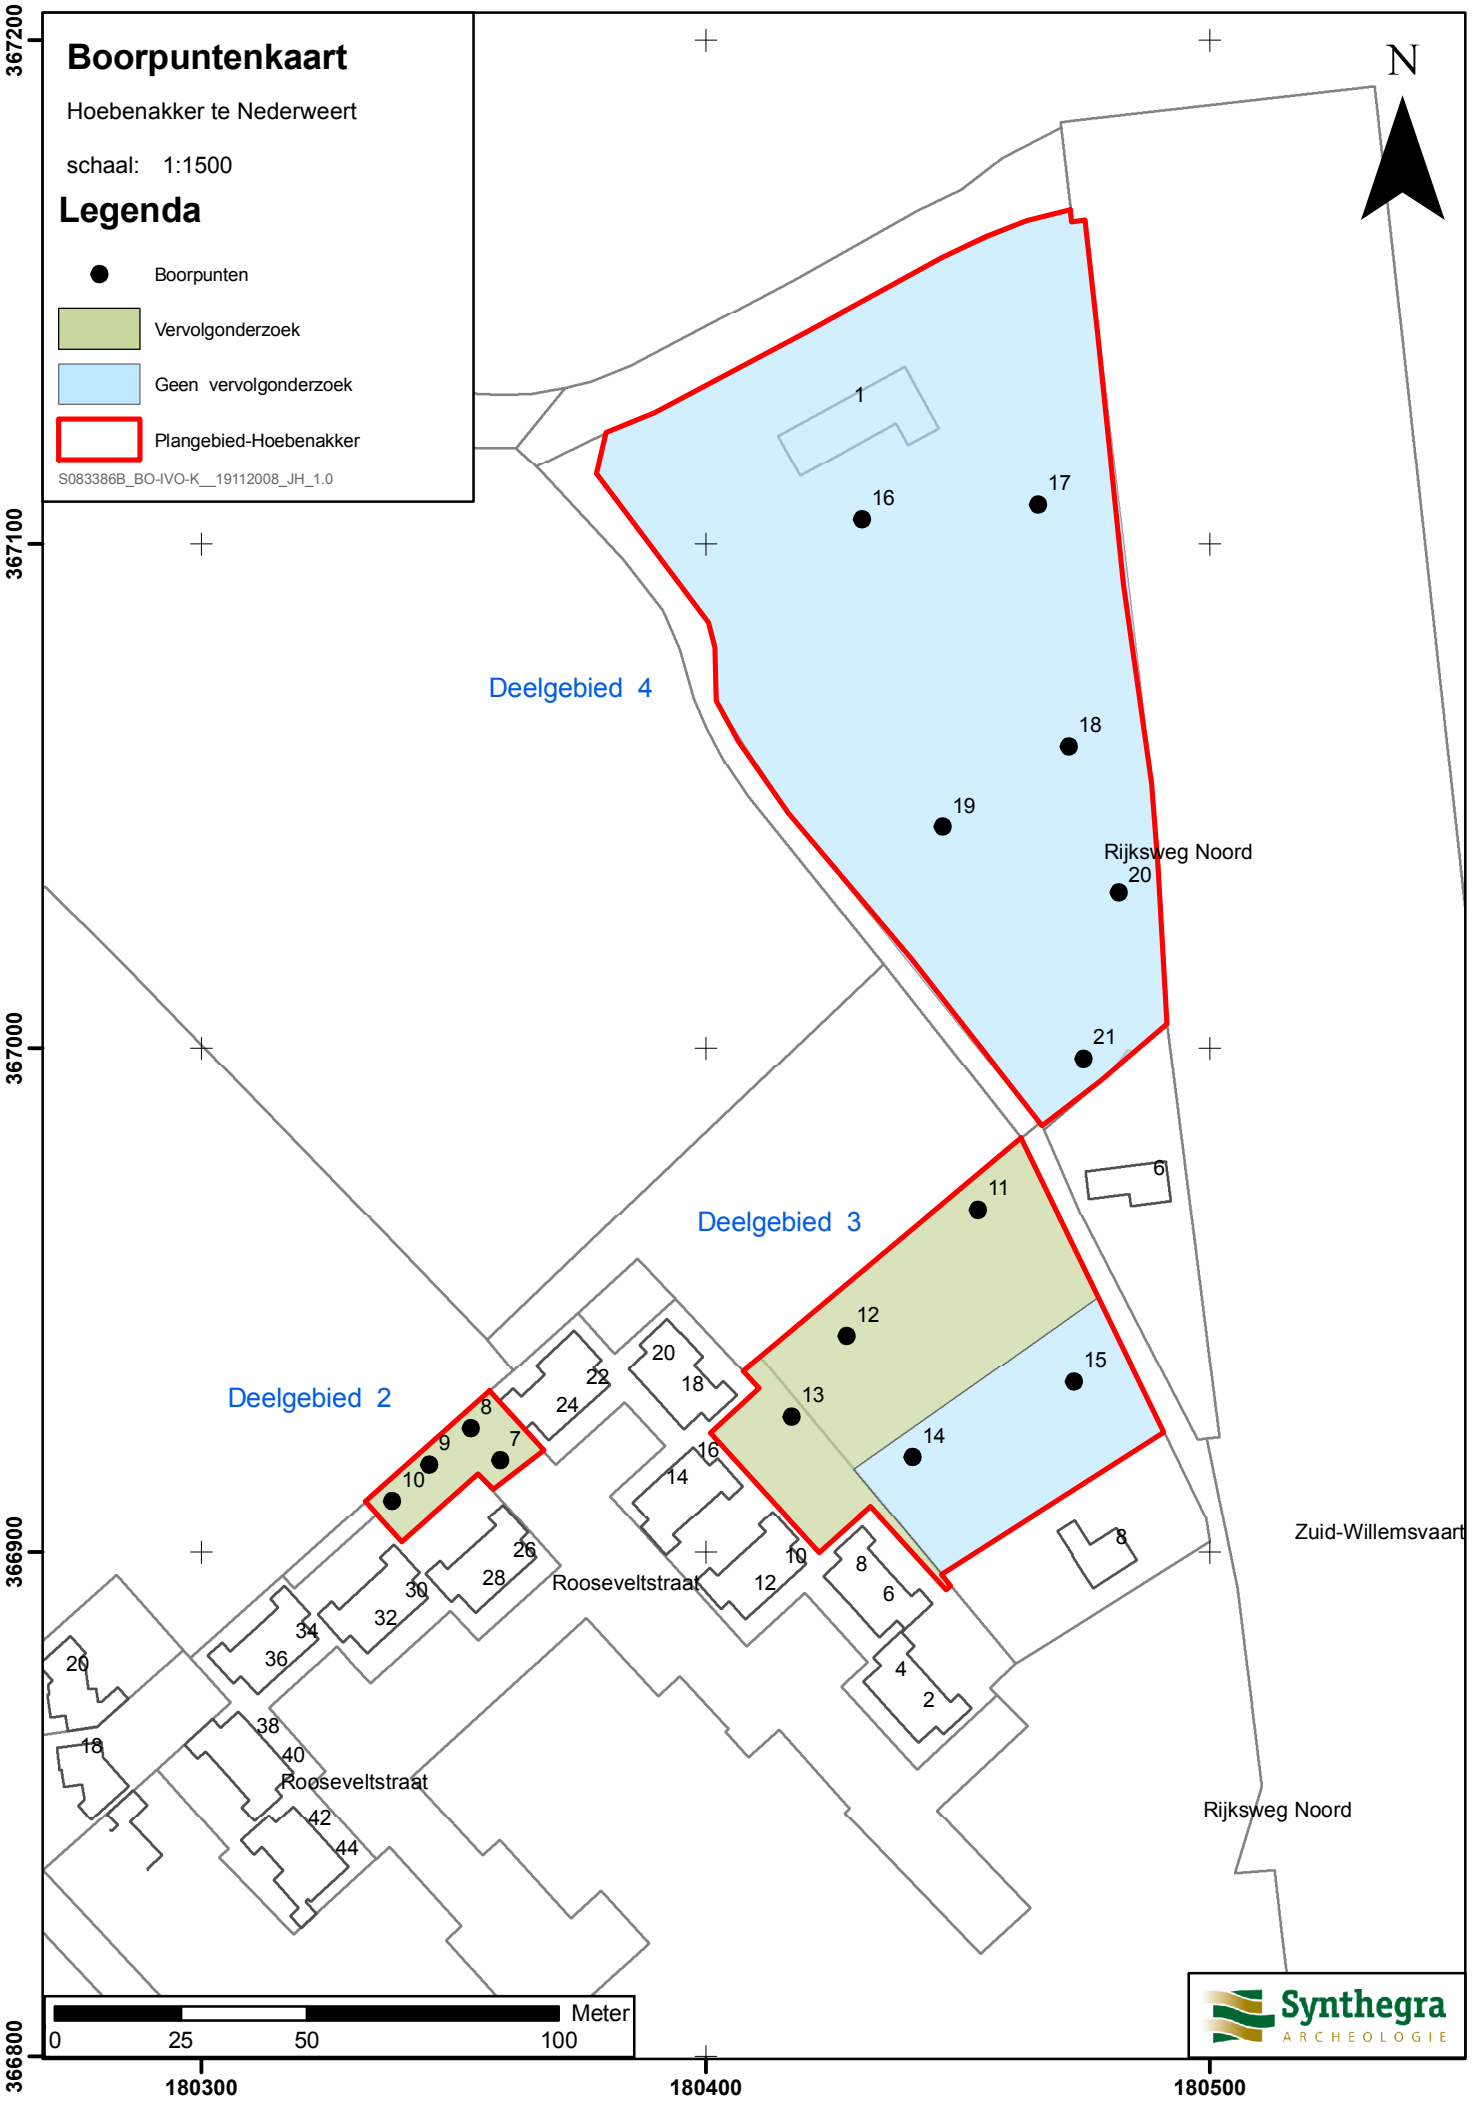 Boorpuntenkaart
Hoebenakker te Nederweert
schaal: 1:1500
Legenda
Boorpunten
Vervolgonderzoek
Geen vervolgonderzoek
Plangebied-Hoebenakker
S083386B_BO-IVO-K__19112008_JH_1.0
N
367200
367100
367000
366900
366800
1
16
17
Deelgebied 4
18
19
Rijksweg Noord
20
21
6
11
Deelgebied 3
12
15
13
14
Deelgebied 2
8
9
7
10
20
22
18
24
16
14
10
12
8
6
4
2
8
Zuid-Willemsvaart
Rooseveltstraat
26
28
30
32
34
36
20
18
38
40
Rooseveltstraat
42
44
Rijksweg Noord
Meter
0 25 50 100
Synthegra
ARCHEOLOGIE
180300 180400 180500